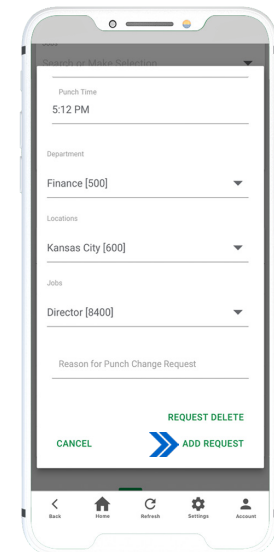 Search or Make Selection
Punch Time
5:12 PM
Department
Finance [500]
Locations
Kansas City [600]
Jobs
Director [8400]
Reason for Punch Change Request
REQUEST DELETE
CANCEL ADD REQUEST
Back Home Refresh Settings Account